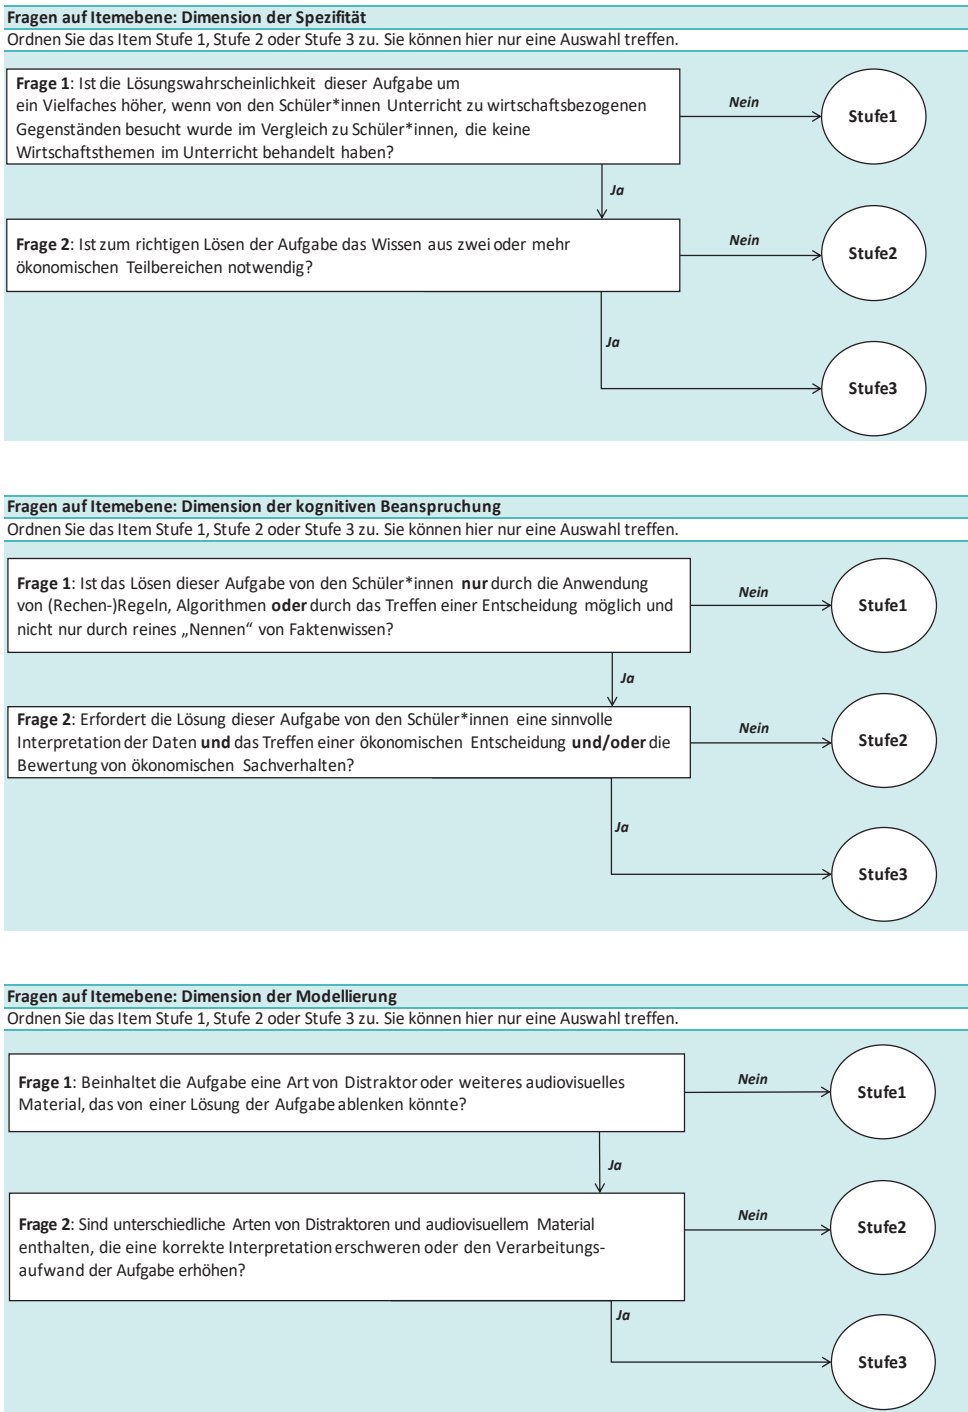 Fragen auf Itemebene: Dimension der Spezifität
Ordnen Sie das Item Stufe 1, Stufe 2 oder Stufe 3 zu. Sie können hier nur eine Auswahl treffen.
Frage 1: Ist die Lösungswahrscheinlichkeit dieser Aufgabe um
ein Vielfaches höher, wenn von den Schüler*innen Unterricht zu wirtschaftsbezogenen
Gegenständen besucht wurde im Vergleich zu Schüler*innen, die keine
Wirtschaftsthemen im Unterricht behandelt haben?
Nein
Stufe1
Ja
Frage 2: Ist zum richtigen Lösen der Aufgabe das Wissen aus zwei oder mehr
ökonomischen Teilbereichen notwendig?
Nein
Stufe2
Ja
Stufe3
Fragen auf Itemebene: Dimension der kognitiven Beanspruchung
Ordnen Sie das Item Stufe 1, Stufe 2 oder Stufe 3 zu. Sie können hier nur eine Auswahl treffen.
Frage 1: Ist das Lösen dieser Aufgabe von den Schüler*innen nur durch die Anwendung
von (Rechen-)Regeln, Algorithmen oder durch das Treffen einer Entscheidung möglich und
nicht nur durch reines „Nennen“ von Faktenwissen?
Nein
Stufe1
Ja
Frage 2: Erfordert die Lösung dieser Aufgabe von den Schüler*innen eine sinnvolle
Interpretation der Daten und das Treffen einer ökonomischen Entscheidung und/oder die
Bewertung von ökonomischen Sachverhalten?
Nein
Stufe2
Ja
Stufe3
Fragen auf Itemebene: Dimension der Modellierung
Ordnen Sie das Item Stufe 1, Stufe 2 oder Stufe 3 zu. Sie können hier nur eine Auswahl treffen.
Frage 1: Beinhaltet die Aufgabe eine Art von Distraktor oder weiteres audiovisuelles
Material, das von einer Lösung der Aufgabe ablenken könnte?
Nein
Stufe1
Ja
Frage 2: Sind unterschiedliche Arten von Distraktoren und audiovisuellem Material
enthalten, die eine korrekte Interpretation erschweren oder den Verarbeitungs-
aufwand der Aufgabe erhöhen?
Nein
Stufe2
Ja
Stufe3